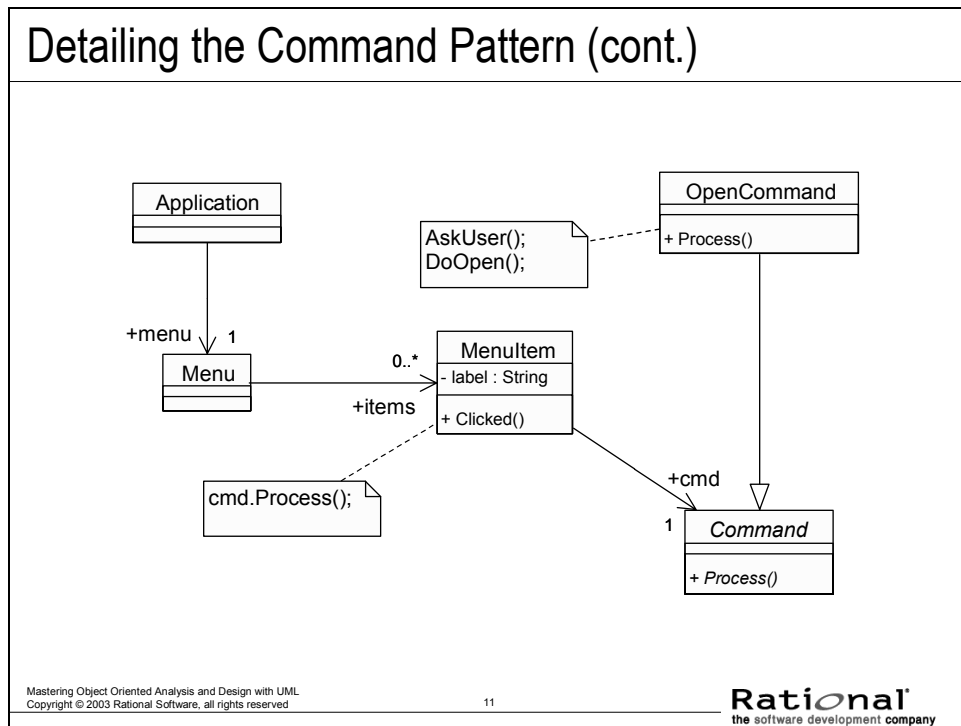 Detailing the Command Pattern (cont.)
Application
OpenCommand
+ Process()
AskUser();
DoOpen();
+menu
1
Menu
0..*
+items
MenuItem
- label : String
+ Clicked()
cmd.Process();
+cmd
1
Command
+ Process()
Mastering Object Oriented Analysis and Design with UML
Copyright © 2003 Rational Software, all rights reserved
11
Rational
the software development company